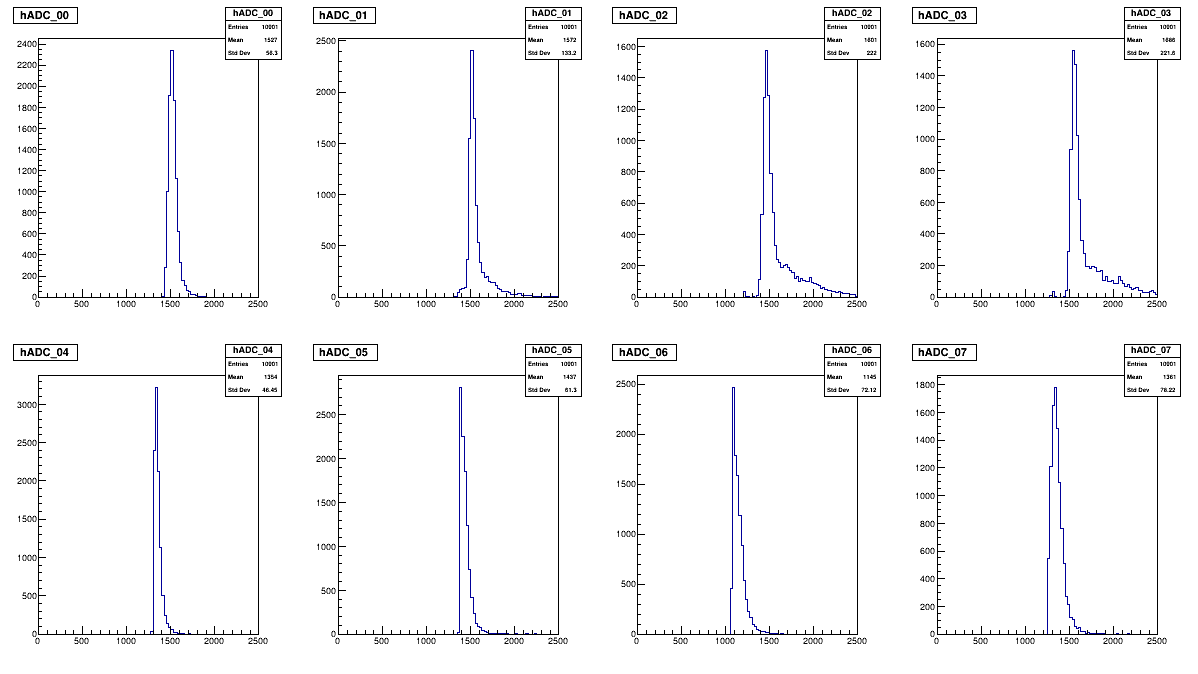 hADC_00
hADC_00
Entries 10001
Mean 1527
Std Dev 56.3
2400
2200
2000
1800
1600
1400
1200
1000
800
600
400
200
0
0 500 1000 1500 2000 2500
hADC_01
hADC_01
Entries 10001
Mean 1572
Std Dev 133.2
2500
2000
1500
1000
500
0
0 500 1000 1500 2000 2500
hADC_02
hADC_02
Entries 10001
Mean 1601
Std Dev 222
1600
1400
1200
1000
800
600
400
200
0
0 500 1000 1500 2000 2500
hADC_03
hADC_03
Entries 10001
Mean 1686
Std Dev 221.6
1600
1400
1200
1000
800
600
400
200
0
0 500 1000 1500 2000 2500
hADC_04
hADC_04
Entries 10001
Mean 1354
Std Dev 46.45
3000
2500
2000
1500
1000
500
0
0 500 1000 1500 2000 2500
hADC_05
hADC_05
Entries 10001
Mean 1437
Std Dev 61.3
2500
2000
1500
1000
500
0
0 500 1000 1500 2000 2500
hADC_06
hADC_06
Entries 10001
Mean 1145
Std Dev 72.12
2500
2000
1500
1000
500
0
0 500 1000 1500 2000 2500
hADC_07
hADC_07
Entries 10001
Mean 1361
Std Dev 78.22
1800
1600
1400
1200
1000
800
600
400
200
0
0 500 1000 1500 2000 2500